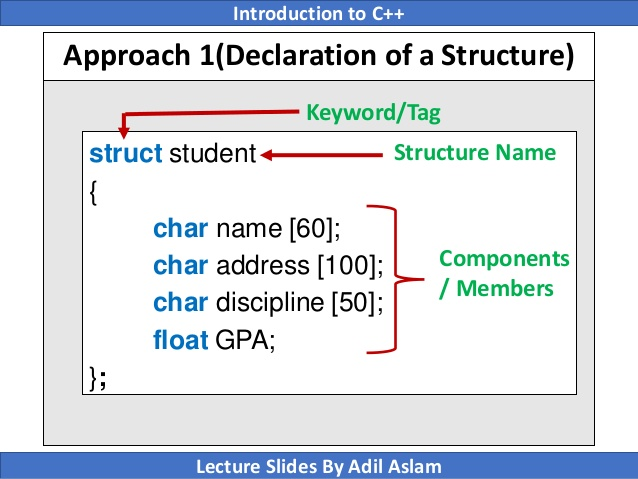 Introduction to C++
Approach 1(Declaration of a Structure)
Keyword/Tag
struct student
Structure Name
{
char name [60];
char address [100];
char discipline [50];
float GPA;
Components
/ Members
};
Lecture Slides By Adil Aslam